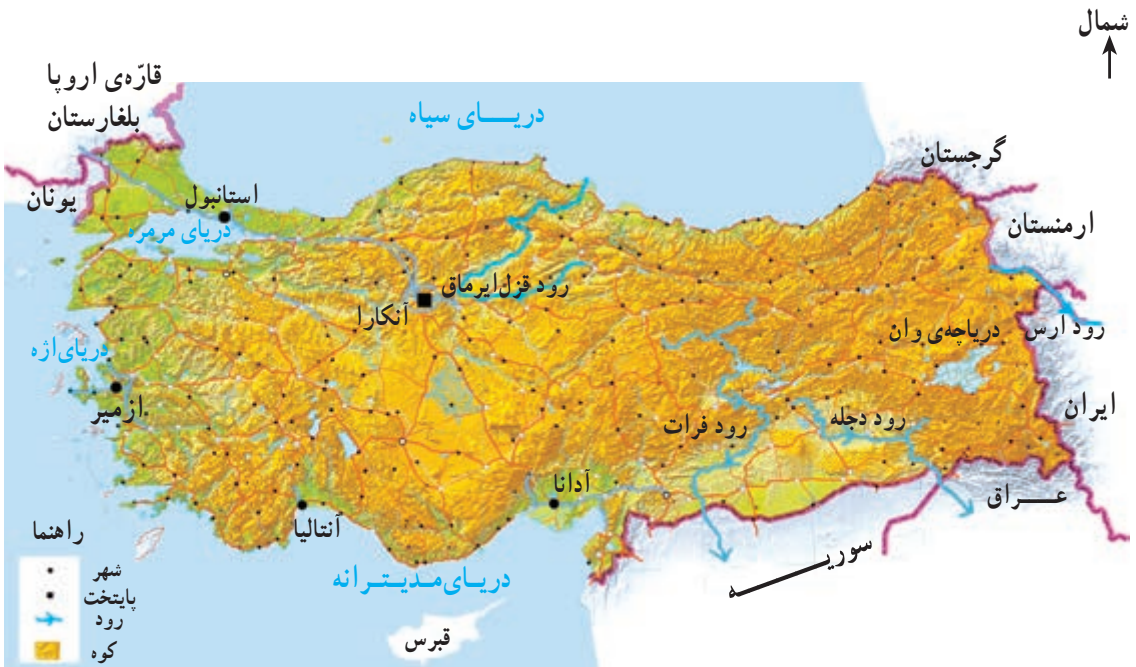 شمال
قارّه‌ی اروپا
بلغارستان
دریـــای سیاه
گرجستان
یونان
استانبول
دریای مرمره
ارمنستان
رود قزل‌ایرماق
آنکارا
رود ارس
دریاچه‌ی وان
دریای اژه
ازمیر
ایران
رود دجله
رود فرات
آدانا
عـــراق
آنتالیا
سوریـــــه
دریـای مـدیـتـرانه
قبرس
راهنما
شهر
پایتخت
رود
کوه